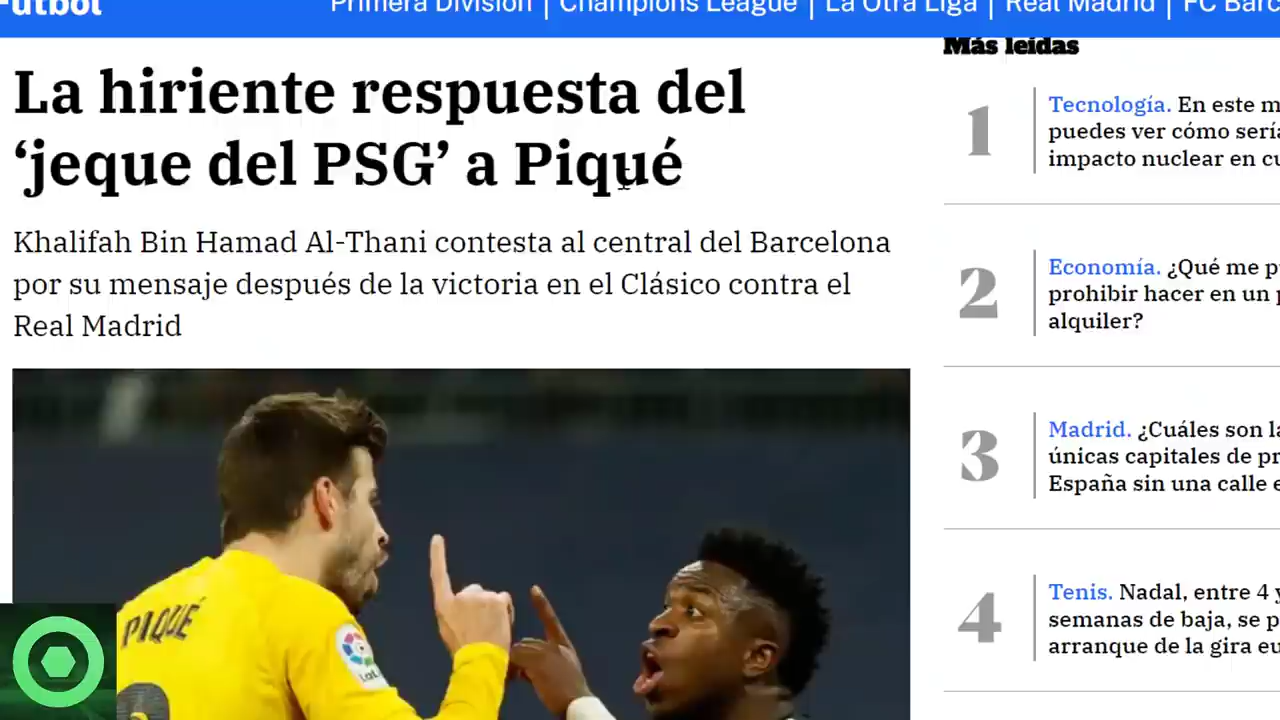 Fútbol
Primera División | Champions League | La Otra Liga | Real Madrid | FC Barc
La hiriente respuesta del
‘jeque del PSG’ a Piqué
Khalifah Bin Hamad Al-Thani contesta al central del Barcelona
por su mensaje después de la victoria en el Clásico contra el
Real Madrid
PIQUÉ
LaLi
Más leídas
1
Tecnología. En este m
puedes ver cómo sería
impacto nuclear en cu
2
Economía. ¿Qué me p
prohibir hacer en un p
alquiler?
3
Madrid. ¿Cuáles son la
únicas capitales de pr
España sin una calle e
4
Tenis. Nadal, entre 4 y
semanas de baja, se p
arranque de la gira eu